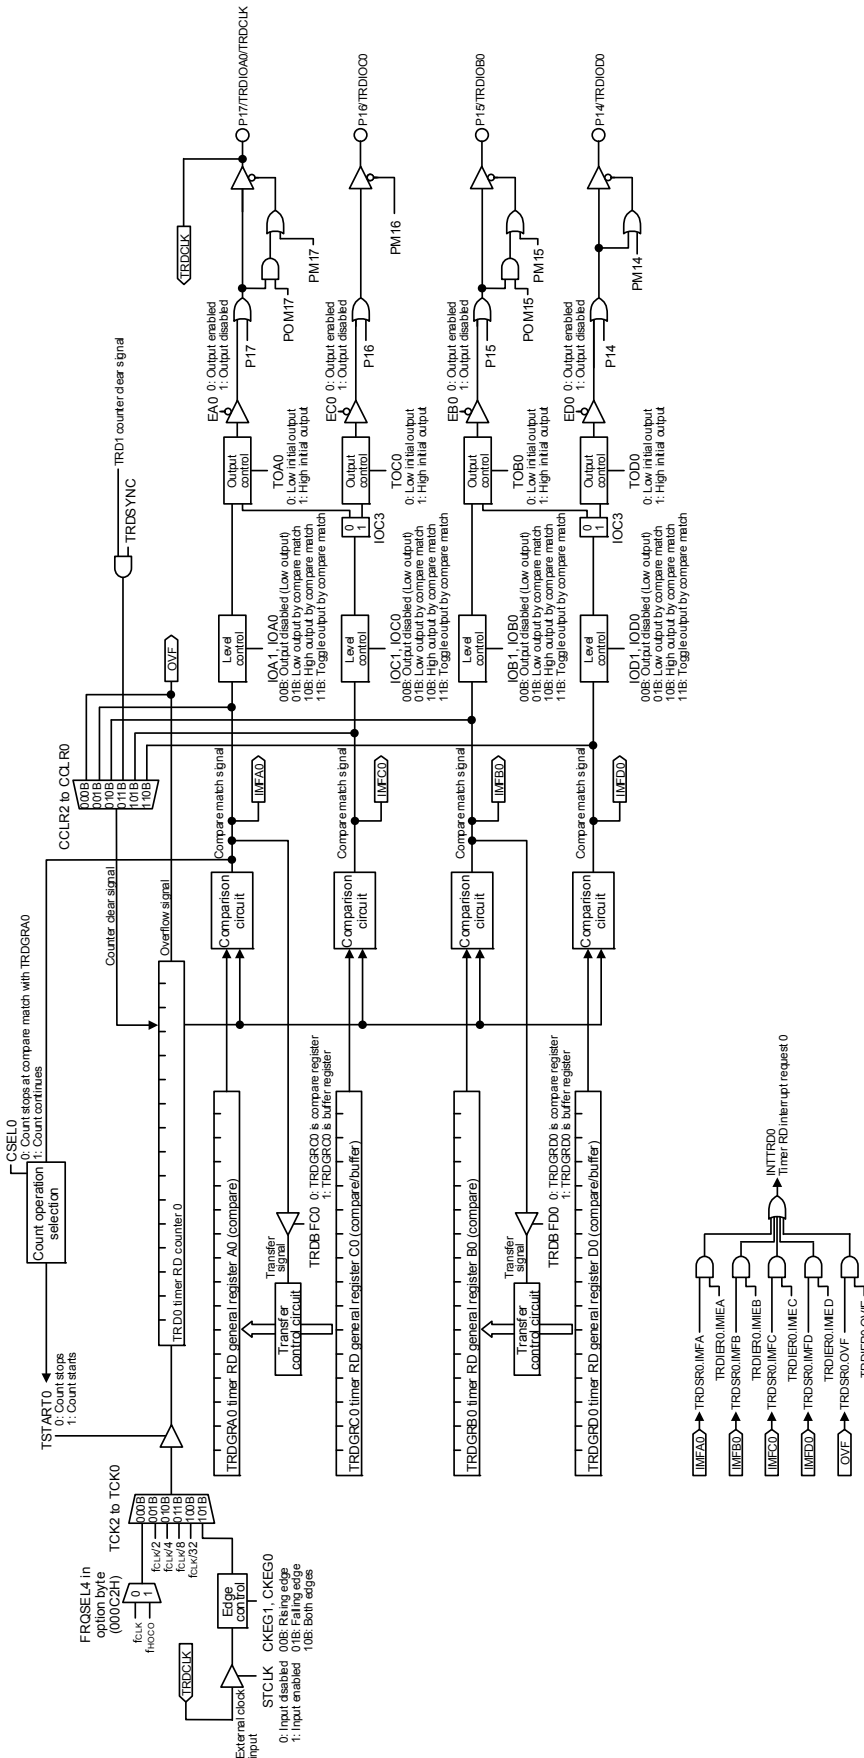 CSEL0
0: Count stops at compare match with TRDGRA0
1: Count continues
Count operation
selection
TSTART0
0: Count stops
1: Count starts
CCLR2 to CCLR0
000B
001B
010B
011B
101B
110B
TRD1 counter clear signal
TRDSYNC
OVF
Counter clear signal
Overflow signal
FRQSEL4 in
option byte
(000C2H)
fCLK
fHOCO
0
1
TCK2 to TCK0
fCLK/2
fCLK/4
fCLK/8
fCLK/32
000B
001B
010B
011B
100B
101B
TRDCLK
External clock
input
STCLK
0: Input disabled
1: Input enabled
Edge
control
CKEG1, CKEG0
00B: Rising edge
01B: Falling edge
10B: Both edges
TRD0 timer RD counter 0
TRDGRA0 timer RD general register A0 (compare)
Comparison
circuit
Compare match signal
IMFA0
Level
control
IOA1, IOA0
00B: Output disabled (Low output)
01B: Low output by compare match
10B: High output by compare match
11B: Toggle output by compare match
Output
control
TOA0
0: Low initial output
1: High initial output
EA0
0: Output enabled
1: Output disabled
P17
POM17
PM17
TRDCLK
P17/TRDIOA0/TRDCLK
Transfer
control circuit
Transfer
signal
TRDBFC0
0: TRDGRC0 is compare register
1: TRDGRC0 is buffer register
TRDGRC0 timer RD general register C0 (compare/buffer)
Comparison
circuit
Compare match signal
IMFC0
Level
control
IOC1, IOC0
00B: Output disabled (Low output)
01B: Low output by compare match
10B: High output by compare match
11B: Toggle output by compare match
0
1
IOC3
Output
control
TOC0
0: Low initial output
1: High initial output
EC0
0: Output enabled
1: Output disabled
P16
PM16
P16/TRDIOC0
TRDGRB0 timer RD general register B0 (compare)
Comparison
circuit
Compare match signal
IMFB0
Level
control
IOB1, IOB0
00B: Output disabled (Low output)
01B: Low output by compare match
10B: High output by compare match
11B: Toggle output by compare match
Output
control
TOB0
0: Low initial output
1: High initial output
EB0
0: Output enabled
1: Output disabled
P15
POM15
PM15
P15/TRDIOB0
Transfer
control circuit
Transfer
signal
TRDBFD0
0: TRDGRC0 is compare register
1: TRDGRC0 is buffer register
TRDGRD0 timer RD general register D0 (compare/buffer)
Comparison
circuit
Compare match signal
IMFD0
Level
control
IOD1, IOD0
00B: Output disabled (Low output)
01B: Low output by compare match
10B: High output by compare match
11B: Toggle output by compare match
0
1
IOC3
Output
control
TOD0
0: Low initial output
1: High initial output
ED0
0: Output enabled
1: Output disabled
P14
PM14
P14/TRDIOD0
IMFA0
TRDSR0.IMFA
TRDIER0.IMIEA
IMFB0
TRDSR0.IMFB
TRDIER0.IMIEB
IMFC0
TRDSR0.IMFC
TRDIER0.IMIEC
IMFD0
TRDSR0.IMFD
TRDIER0.IMIED
OVF
TRDSR0.OVF
INTTRD0
Timer RD interrupt request 0